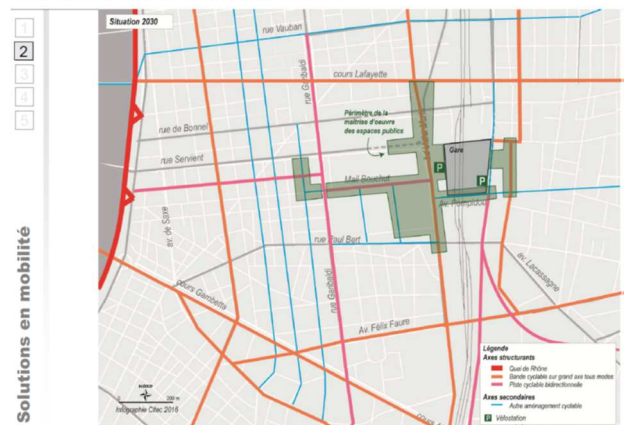 Solutions en mobilité
1
2
3
4
5
Situation 2030
rue Vauban
cours Lafayette
rue Garibaldi
Périmètre de la
maîtrise d'oeuvre
des espaces publics
rue de Bonnel
rue Servient
Gare
P
P
Mail Bouchut
Av. Pompidou
av. de Saxe
rue Paul Bert
av. Lacassagne
cours Gambetta
rue Garibaldi
Av. Félix Faure
200 m
Infographie Citec 2016
Légende
Axes structurants
Quai de Rhône
Bande cyclable sur grand axe tous modes
Piste cyclable bidirectionnelle
Axes secondaires
Autre aménagement cyclable
P Vélostation